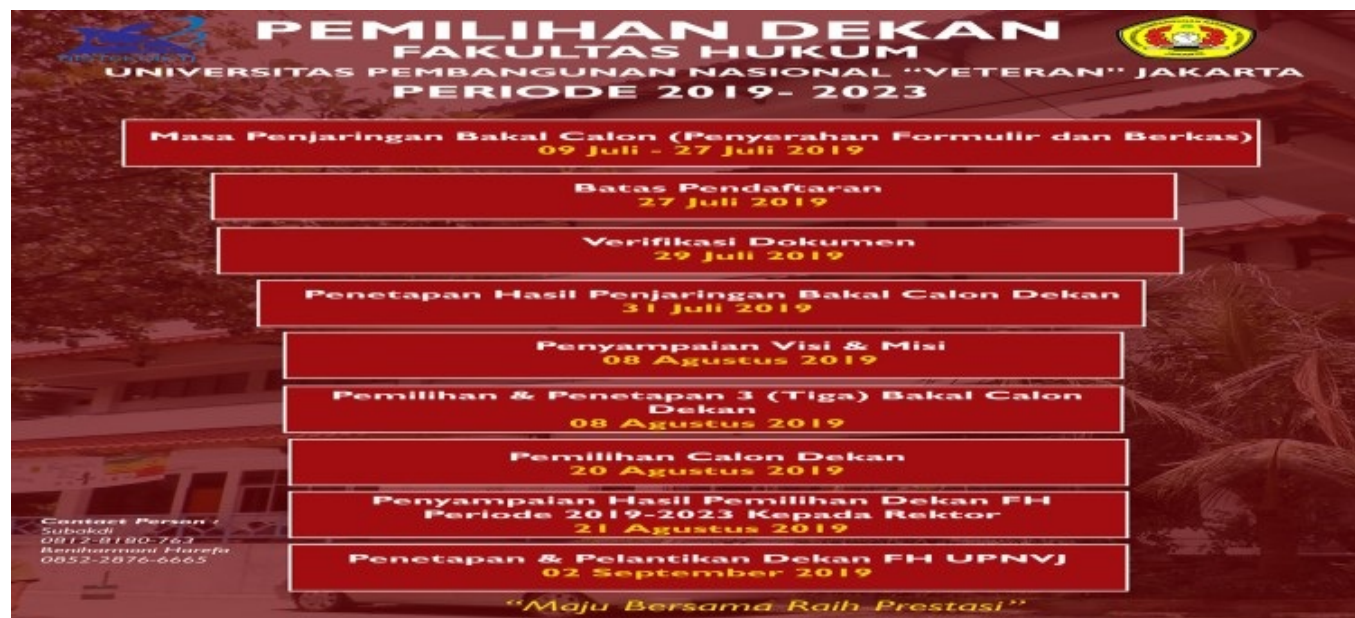 PEMILIHAN DEKAN
FAKULTAS HUKUM
UNIVERSITAS PEMBANGUNAN NASIONAL “VETERAN” JAKARTA
PERIODE 2019- 2023
Masa Penjaringan Bakal Calon (Penyerahan Formulir dan Berkas)
09 Juli - 27 Juli 2019
Batas Pendaftaran
27 Juli 2019
Verifikasi Dokumen
29 Juli 2019
Penetapan Hasil Penjaringan Bakal Calon Dekan
31 Juli 2019
Penyampaian Visi & Misi
08 Agustus 2019
Pemilihan & Penetapan 3 (Tiga) Bakal Calon
Dekan
08 Agustus 2019
Pemilihan Calon Dekan
20 Agustus 2019
Penyampaian Hasil Pemilihan Dekan FH
Periode 2019-2023 Kepada Rektor
21 Agustus 2019
Penetapan & Pelantikan Dekan FH UPNVJ
02 September 2019
Contact Person :
Subakdi
0812-8180-763
Beniharmoni Harefa
0852-2876-6665
“Maju Bersama Raih Prestasi”